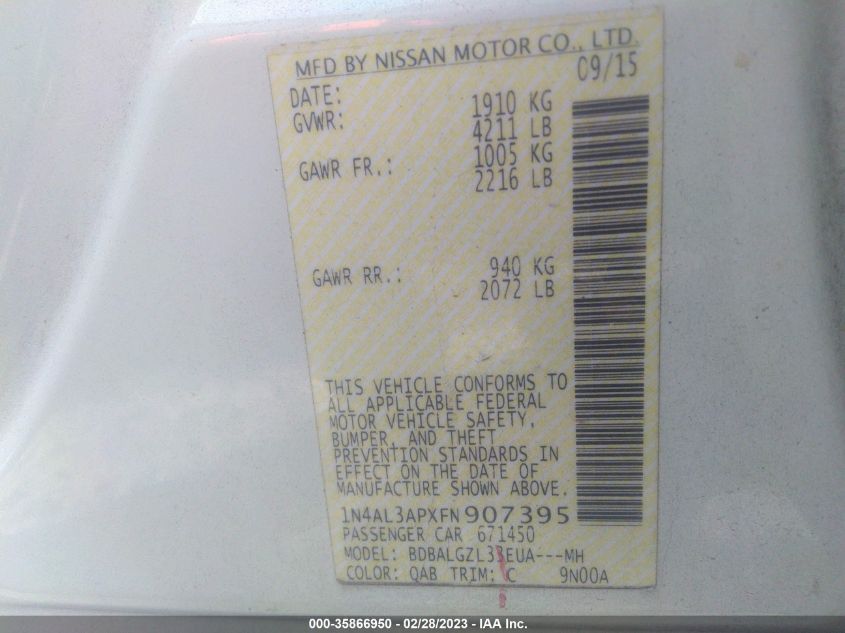 MFD BY NISSAN MOTOR CO., LTD.
DATE: 09/15
GVWR: 1910 KG
4211 LB
GAWR FR.: 1005 KG
2216 LB
GAWR RR.: 940 KG
2072 LB
THIS VEHICLE CONFORMS TO
ALL APPLICABLE FEDERAL
MOTOR VEHICLE SAFETY,
BUMPER, AND THEFT
PREVENTION STANDARDS IN
EFFECT ON THE DATE OF
MANUFACTURE SHOWN ABOVE.
1N4AL3APXFN907395
PASSENGER CAR 671450
MODEL: BDBALGZL33EUA---MH
COLOR: QAB TRIM: C 9N00A
000-35866950 - 02/28/2023 - IAA Inc.